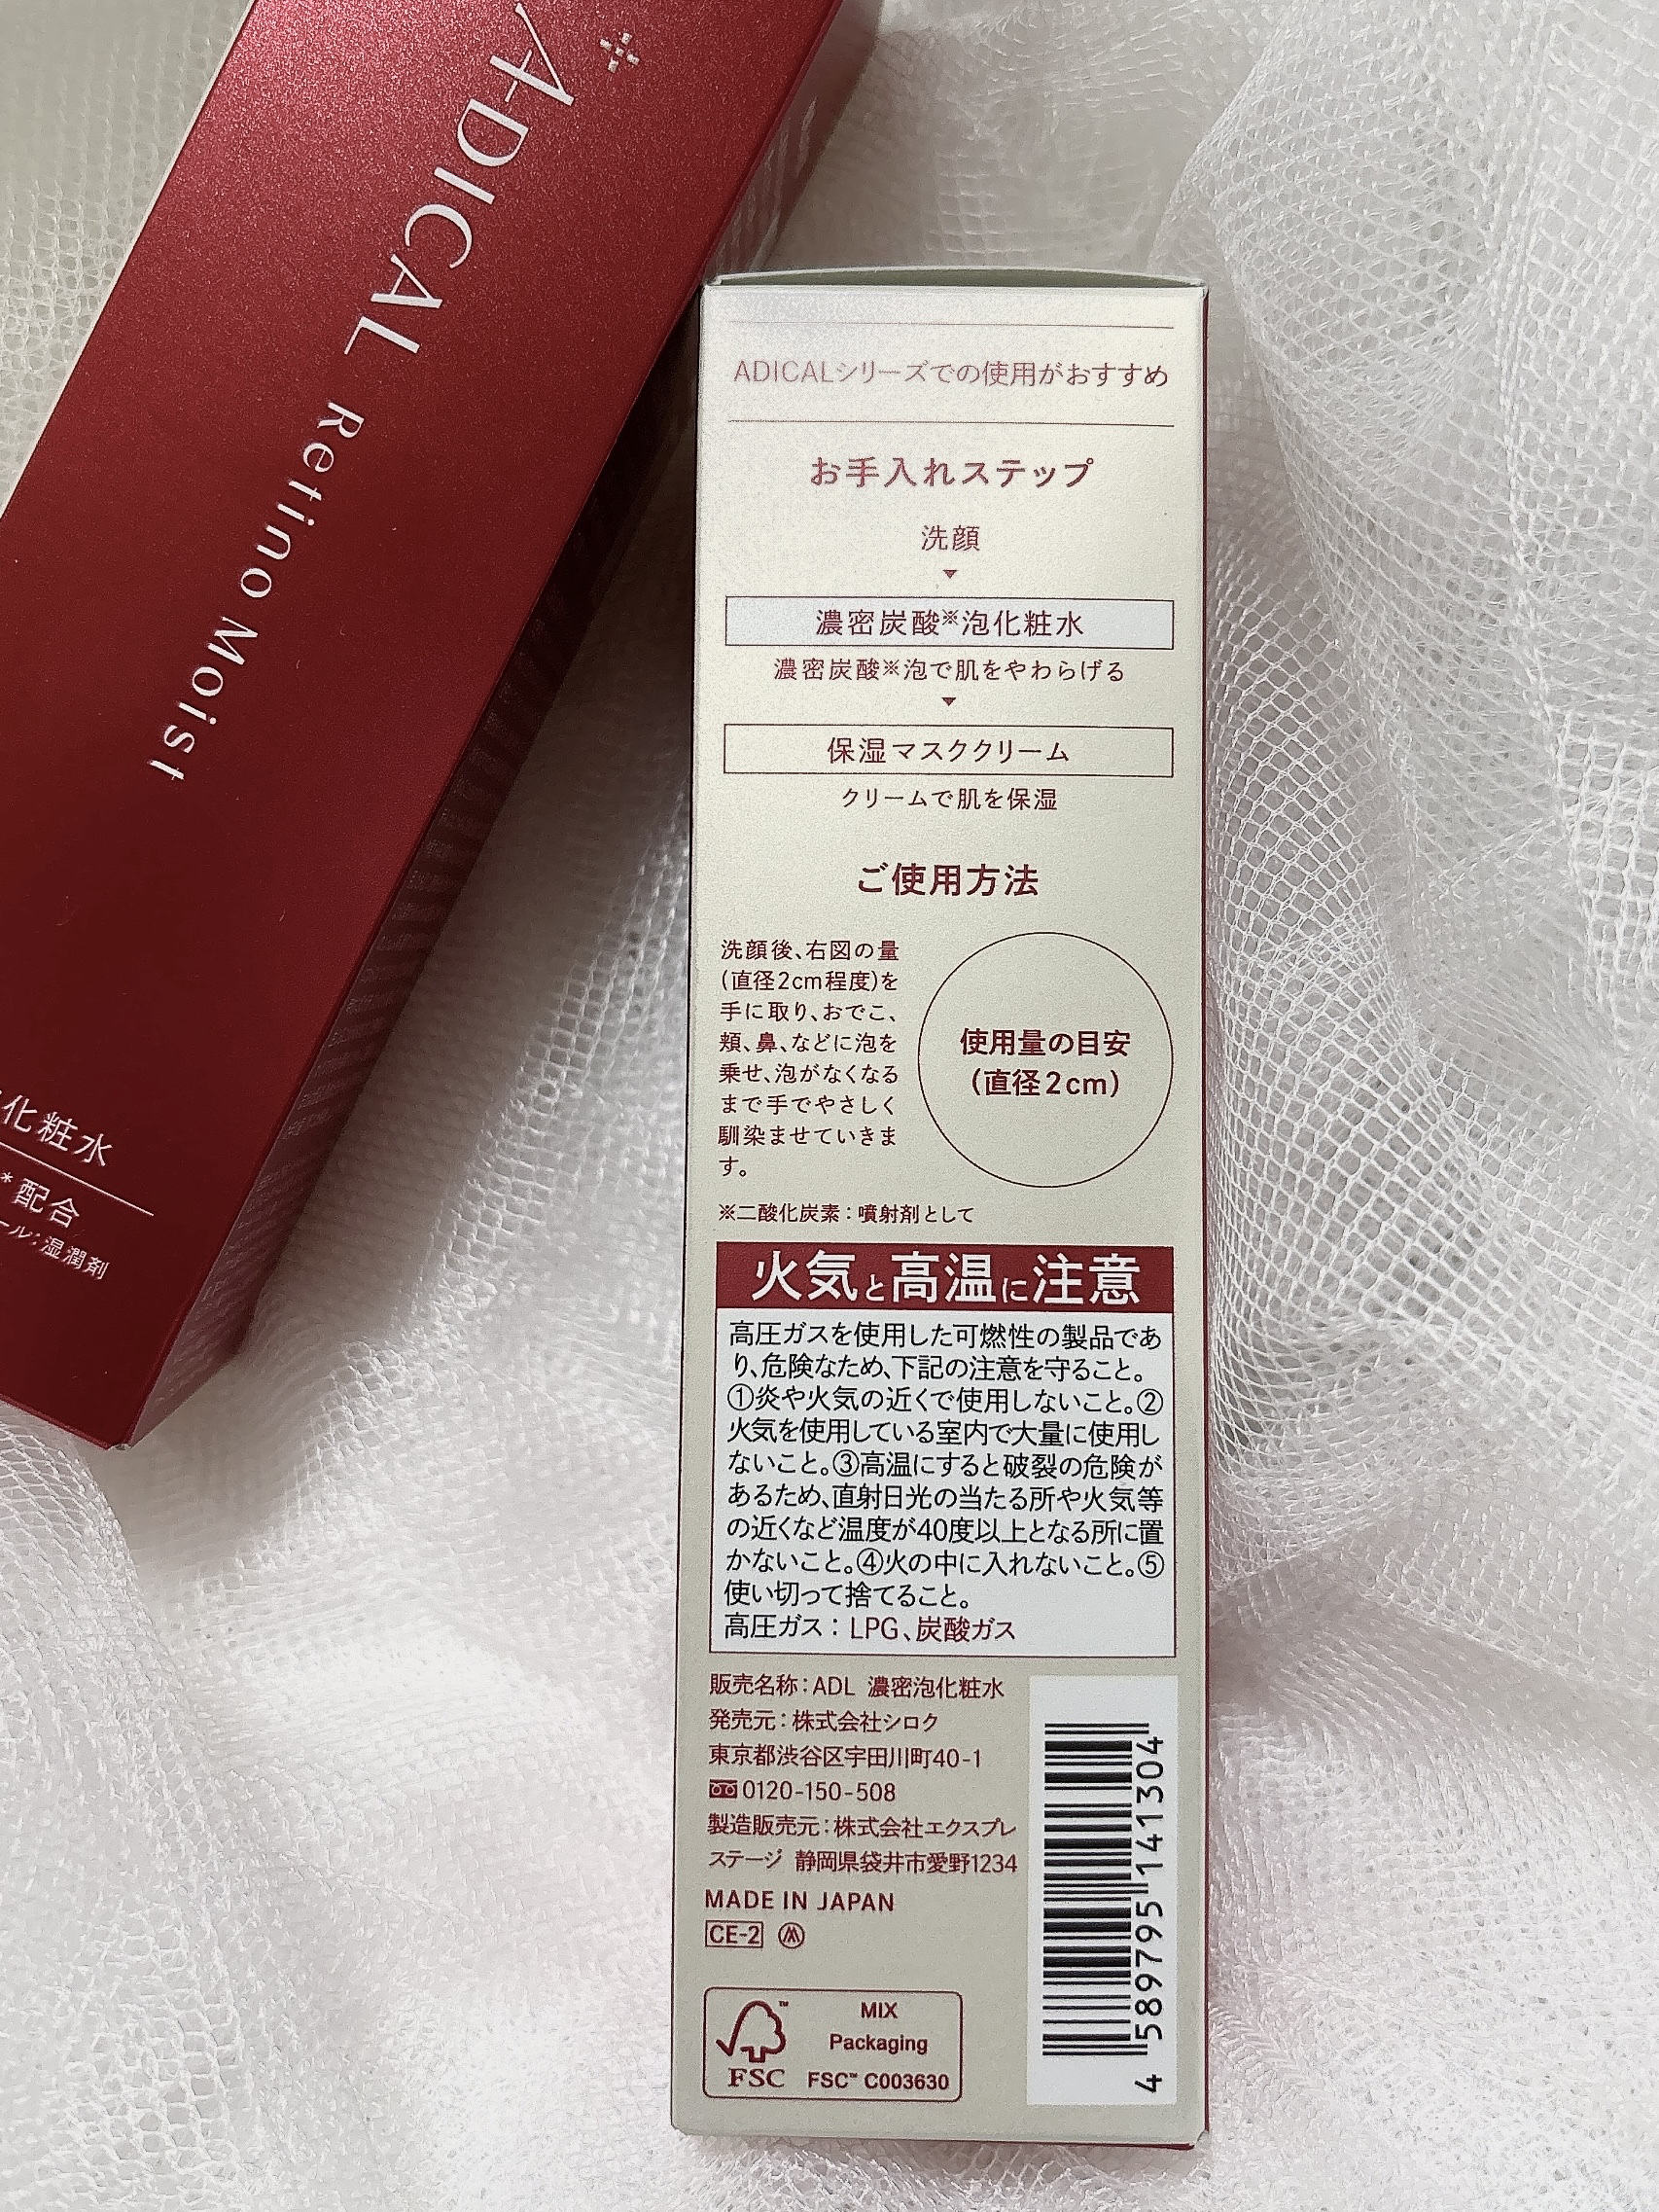 A-DICAL Retino Moist
化粧水
*配合
ール:湿潤剤
ADICALシリーズでの使用がおすすめ
お手入れステップ
洗顔
濃密炭酸※泡化粧水
濃密炭酸※泡で肌をやわらげる
保湿マスククリーム
クリームで肌を保湿
ご使用方法
洗顔後、右図の量
(直径2cm程度)を
手に取り、おでこ、
頬、鼻、などに泡を
乗せ、泡がなくなる
まで手でやさしく
馴染ませていきま
す。
使用量の目安
(直径2cm)
※二酸化炭素：噴射剤として
火気と高温に注意
高圧ガスを使用した可燃性の製品であ
り、危険なため、下記の注意を守ること。
①炎や火気の近くで使用しないこと。②
火気を使用している室内で大量に使用し
ないこと。③高温にすると破裂の危険が
あるため、直射日光の当たる所や火気等
の近くなど温度が40度以上となる所に置
かないこと。④火の中に入れないこと。⑤
使い切って捨てること。
高圧ガス：LPG、炭酸ガス
販売名称：ADL 濃密泡化粧水
発売元：株式会社シロク
東京都渋谷区宇田川町40-1
0120-150-508
製造販売元：株式会社エクスプレ
ステージ 静岡県袋井市愛野1234
MADE IN JAPAN
CE-2
FSC™
MIX
Packaging
FSC™ C003630
4 589795 141304